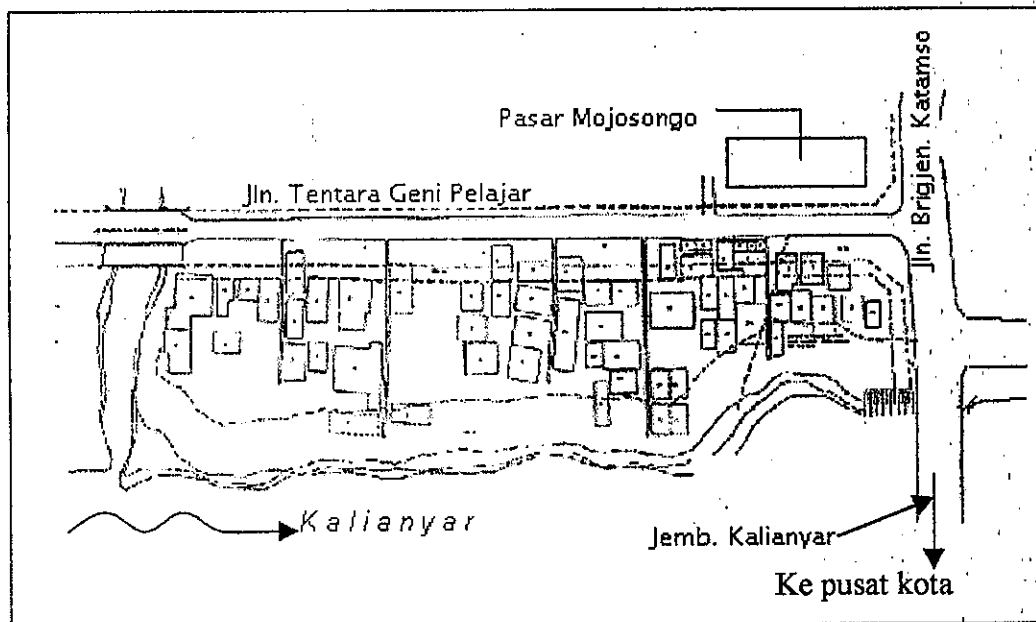 Pasar Mojosongo
Jln. Brigjen. Katamso
Jln. Tentara Geni Pelajar
Kalianyar
Jemb. Kalianyar
Ke pusat kota